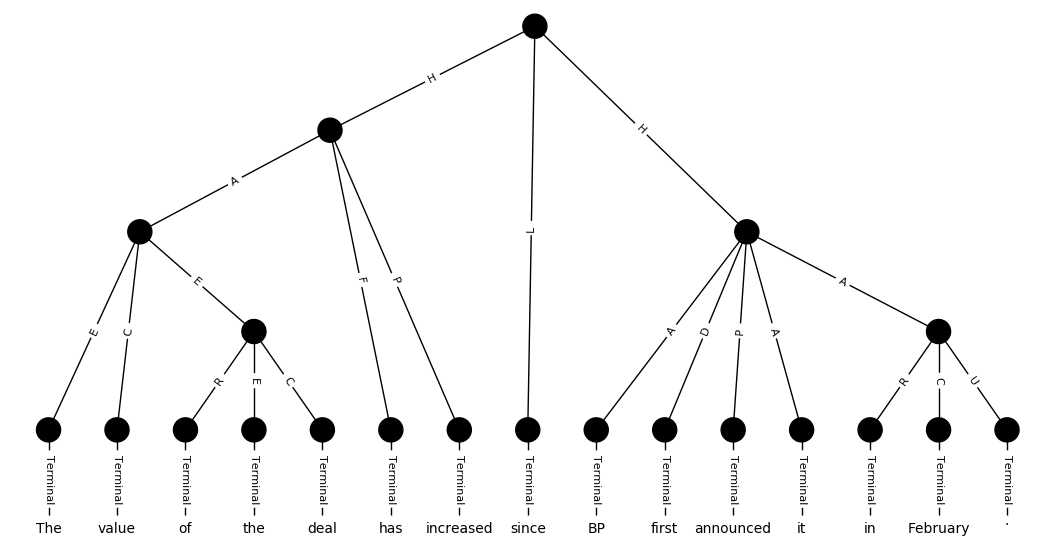 H
H
A
L
E
A
F
P
E
C
A
D
P
A
R
E
C
R
C
U
Terminal Terminal Terminal Terminal Terminal Terminal Terminal Terminal Terminal Terminal Terminal Terminal Terminal Terminal Terminal
The value of the deal has increased since BP first announced it in February .